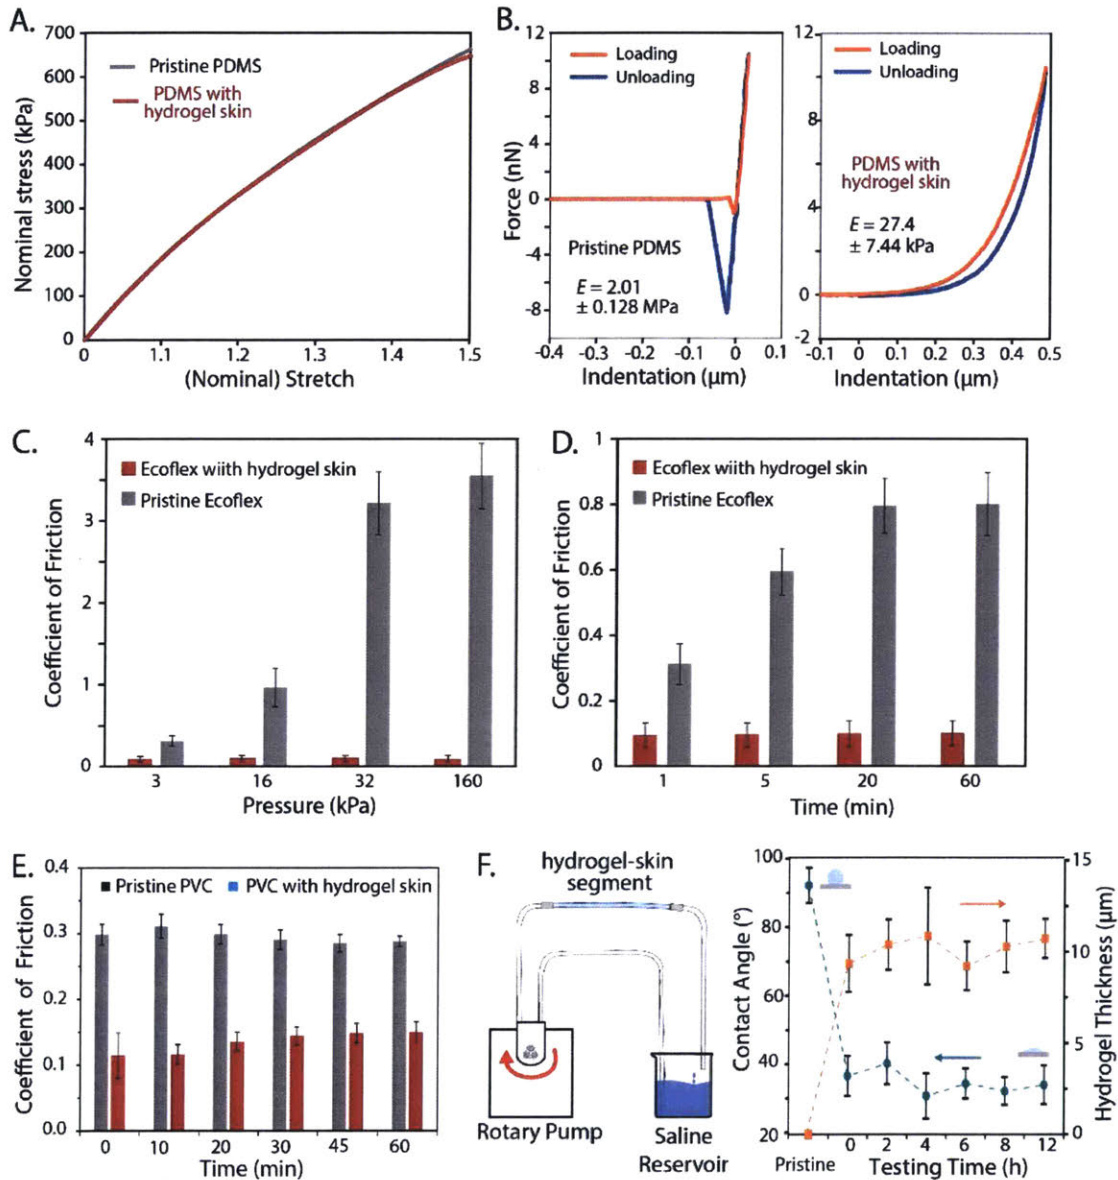 A.
700
600
500
400
300
200
100
0
Nominal stress (kPa)
Pristine PDMS
PDMS with
hydrogel skin
0
1.1
1.2
1.3
1.4
1.5
(Nominal) Stretch
B.
12
8
4
0
-4
-8
Force (nN)
Loading
Unloading
Pristine PDMS
E = 2.01
± 0.128 MPa
-0.4
-0.3
-0.2
-0.1
0
0.1
Indentation (μm)
12
8
4
0
-2
Loading
Unloading
PDMS with
hydrogel skin
E = 27.4
± 7.44 kPa
-0.1
0
0.1
0.2
0.3
0.4
0.5
Indentation (μm)
C.
4
3
2
1
0
Coefficient of Friction
Ecoflex wiith hydrogel skin
Pristine Ecoflex
3
16
32
160
Pressure (kPa)
D.
1
0.8
0.6
0.4
0.2
0
Coefficient of Friction
Ecoflex wiith hydrogel skin
Pristine Ecoflex
1
5
20
60
Time (min)
E.
0.4
0.3
0.2
0.1
0.0
Coefficient of Friction
Pristine PVC
PVC with hydrogel skin
0
10
20
30
45
60
Time (min)
F.
hydrogel-skin
segment
Rotary Pump
Saline
Reservoir
100
80
60
40
20
Contact Angle (°)
15
10
5
0
Hydrogel Thickness (μm)
Pristine
0
2
4
6
8
12
Testing Time (h)